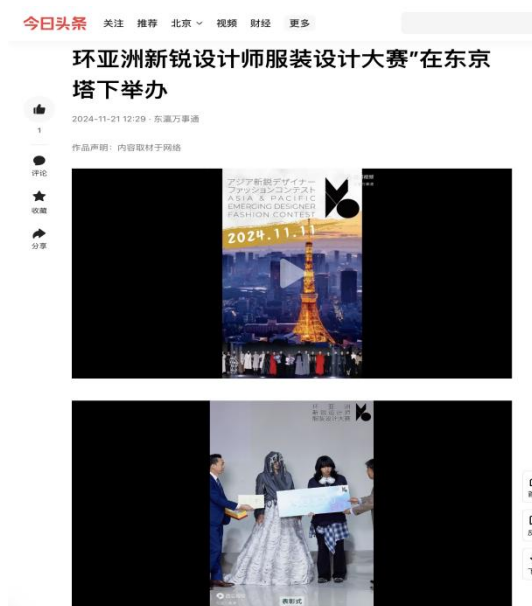 今日头条 关注 推荐 北京 视频 财经 更多
环亚洲新锐设计师服装设计大赛”在东京
塔下举办
2024-11-21 12:29 · 东瀛万事通
作品声明：内容取材于网络
1
评论
收藏
分享
アジア新鋭デザイナー
ファッションコンテスト
ASIA & PACIFIC
EMERGING DESIGNER
FASHION CONTEST
2024.11.11
环亚洲
新锐设计师
服装设计大赛
表彰式